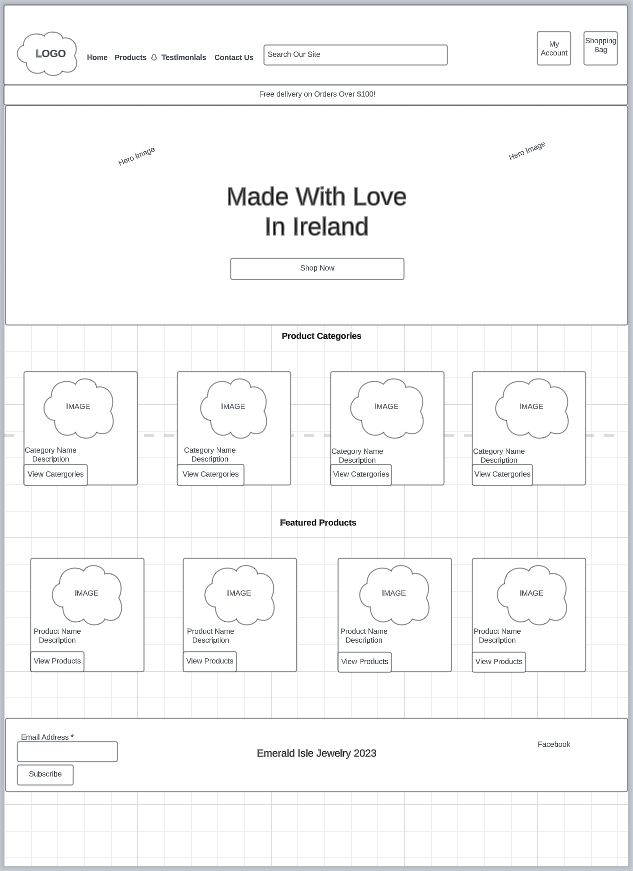 LOGO
Home Products Testimonials Contact Us
Search Our Site
My
Account
Shopping
Bag
Free delivery on Orders Over $100!
Hero Image
Hero Image
Made With Love
In Ireland
Shop Now
Product Categories
IMAGE IMAGE IMAGE IMAGE
Category Name Category Name Category Name Category Name
Description Description Description Description
View Catergories View Catergories View Catergories View Catergories
Featured Products
IMAGE IMAGE IMAGE IMAGE
Product Name Product Name Product Name Product Name
Description Description Description Description
View Products View Products View Products View Products
Email Address *
Subscribe
Emerald Isle Jewelry 2023
Facebook